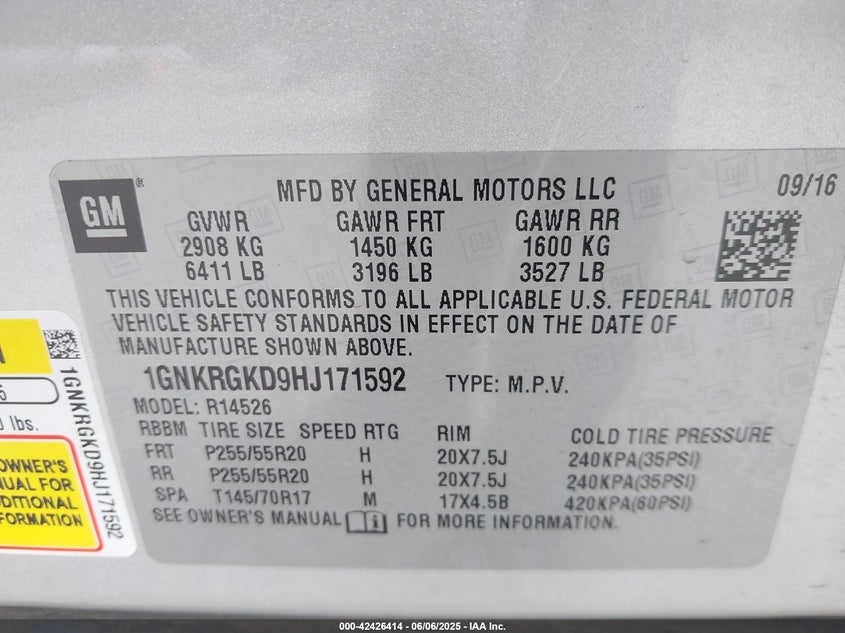 GM
®
MFD BY GENERAL MOTORS LLC
09/16
GVWR GAWR FRT GAWR RR
2908 KG 1450 KG 1600 KG
6411 LB 3196 LB 3527 LB
THIS VEHICLE CONFORMS TO ALL APPLICABLE U.S. FEDERAL MOTOR
VEHICLE SAFETY STANDARDS IN EFFECT ON THE DATE OF
MANUFACTURE SHOWN ABOVE.
1GNKRGKD9HJ171592 TYPE: M.P.V.
MODEL: R14526
RBBM TIRE SIZE SPEED RTG RIM COLD TIRE PRESSURE
FRT P255/55R20 H 20X7.5J 240KPA(35PSI)
RR P255/55R20 H 20X7.5J 240KPA(35PSI)
SPA T145/70R17 M 17X4.5B 420KPA(60PSI)
SEE OWNER'S MANUAL i FOR MORE INFORMATION.
lbs.
OWNER'S
MANUAL FOR
ADDITIONAL
INFORMATION
1GNKRGKD9HJ171592
000-42426414 - 06/06/2025 - IAA Inc.